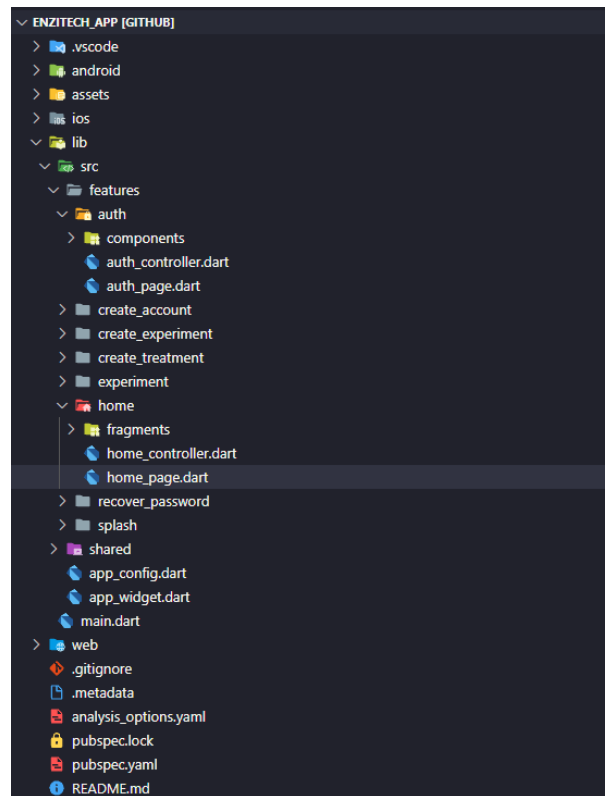 ENZITECH_APP [GITHUB]
.vscode
android
assets
ios
lib
src
features
auth
components
auth_controller.dart
auth_page.dart
create_account
create_experiment
create_treatment
experiment
home
fragments
home_controller.dart
home_page.dart
recover_password
splash
shared
app_config.dart
app_widget.dart
main.dart
web
.gitignore
.metadata
analysis_options.yaml
pubspec.lock
pubspec.yaml
README.md